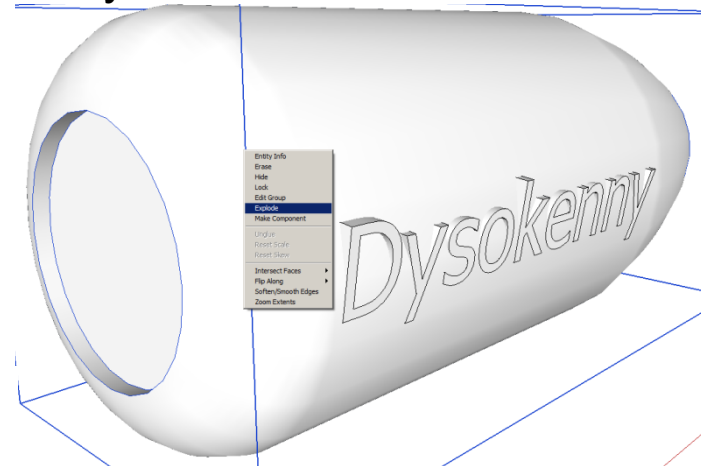 Entity Info
Erase
Hide
Lock
Edit Group
Explode
Make Component
Unglue
Reset Scale
Reset Skew
Intersect Faces
Flip Along
Soften/Smooth Edges
Zoom Extents
Dysokenny